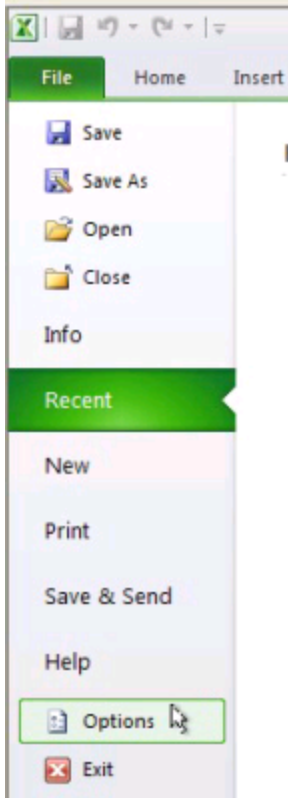 File Home Insert
Save
Save As
Open
Close
Info
Recent
New
Print
Save & Send
Help
Options
Exit